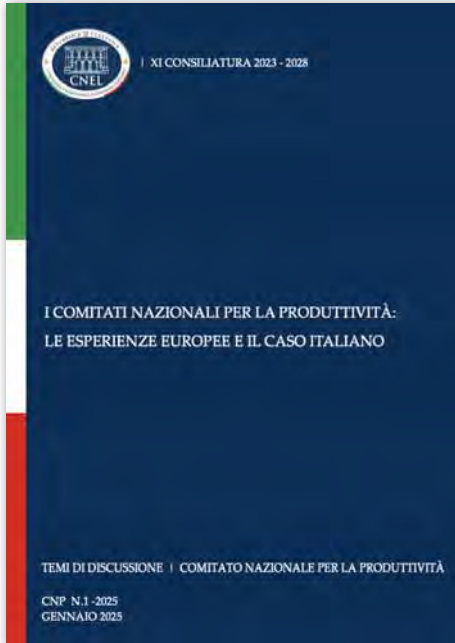 CNEL
| XI CONSILIATURA 2023 - 2028
I COMITATI NAZIONALI PER LA PRODUTTIVITÀ:
LE ESPERIENZE EUROPEE E IL CASO ITALIANO
TEMI DI DISCUSSIONE | COMITATO NAZIONALE PER LA PRODUTTIVITÀ
CNP N.1 -2025
GENNAIO 2025